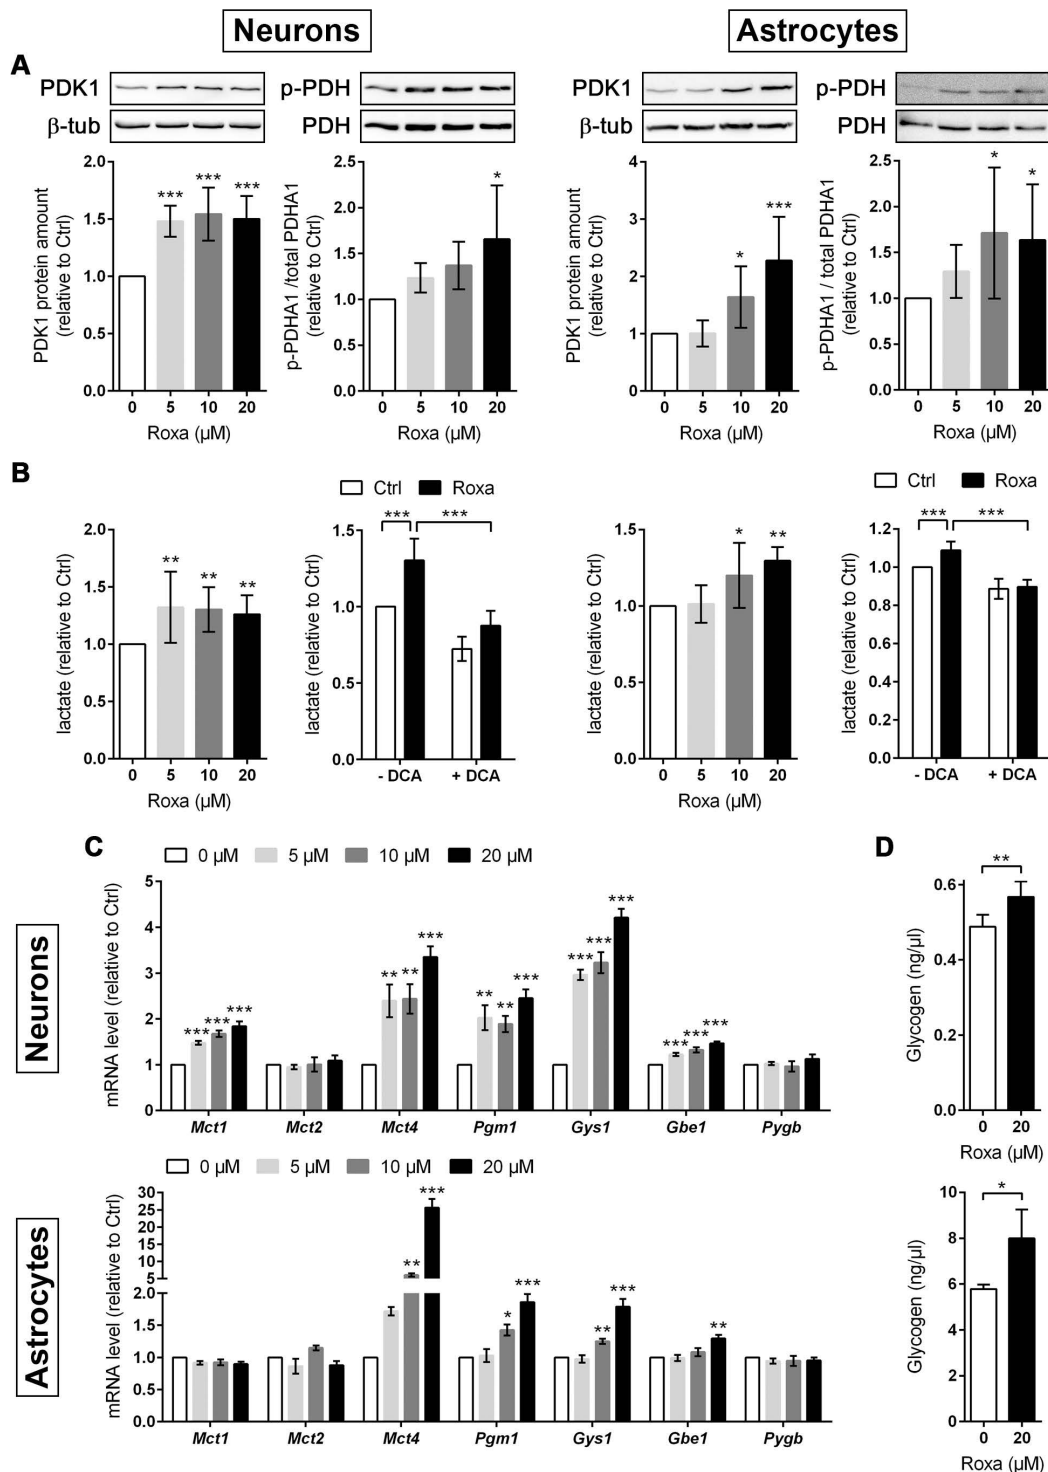 Neurons
Astrocytes
A
PDK1
β-tub
p-PDH
PDH
PDK1
β-tub
p-PDH
PDH
PDK1 protein amount
(relative to Ctrl)
2.0
1.5
1.0
0.5
0.0
*** *** ***
0 5 10 20
Roxa (µM)
p-PDHA1 /total PDHA1
(relative to Ctrl)
2.5
2.0
1.5
1.0
0.5
0.0
*
0 5 10 20
Roxa (µM)
PDK1 protein amount
(relative to Ctrl)
4
3
2
1
0
* ***
0 5 10 20
Roxa (µM)
p-PDHA1 / total PDHA1
(relative to Ctrl)
2.5
2.0
1.5
1.0
0.5
0.0
* *
0 5 10 20
Roxa (µM)
B
lactate (relative to Ctrl)
2.0
1.5
1.0
0.5
0.0
** ** **
0 5 10 20
Roxa (µM)
Ctrl Roxa
lactate (relative to Ctrl)
1.5
1.0
0.5
0.0
*** ***
- DCA + DCA
lactate (relative to Ctrl)
1.5
1.0
0.5
0.0
* **
0 5 10 20
Roxa (µM)
Ctrl Roxa
lactate (relative to Ctrl)
1.2
1.0
0.8
0.6
0.4
0.2
0.0
*** ***
- DCA + DCA
C
Neurons
0 µM 5 µM 10 µM 20 µM
mRNA level (relative to Ctrl)
5
4
3
2
1
0
*** *** *** ** ** *** ** ** *** *** *** *** *** *** ***
Mct1 Mct2 Mct4 Pgm1 Gys1 Gbe1 Pygb
D
Glycogen (ng/µl)
0.6
0.4
0.2
0.0
**
0 20
Roxa (µM)
Astrocytes
0 µM 5 µM 10 µM 20 µM
mRNA level (relative to Ctrl)
30
25
20
15
10
5
2.0
1.5
1.0
0.5
0.0
** *** * *** ** *** **
Mct1 Mct2 Mct4 Pgm1 Gys1 Gbe1 Pygb
Glycogen (ng/µl)
10
8
6
4
2
0
*
0 20
Roxa (µM)